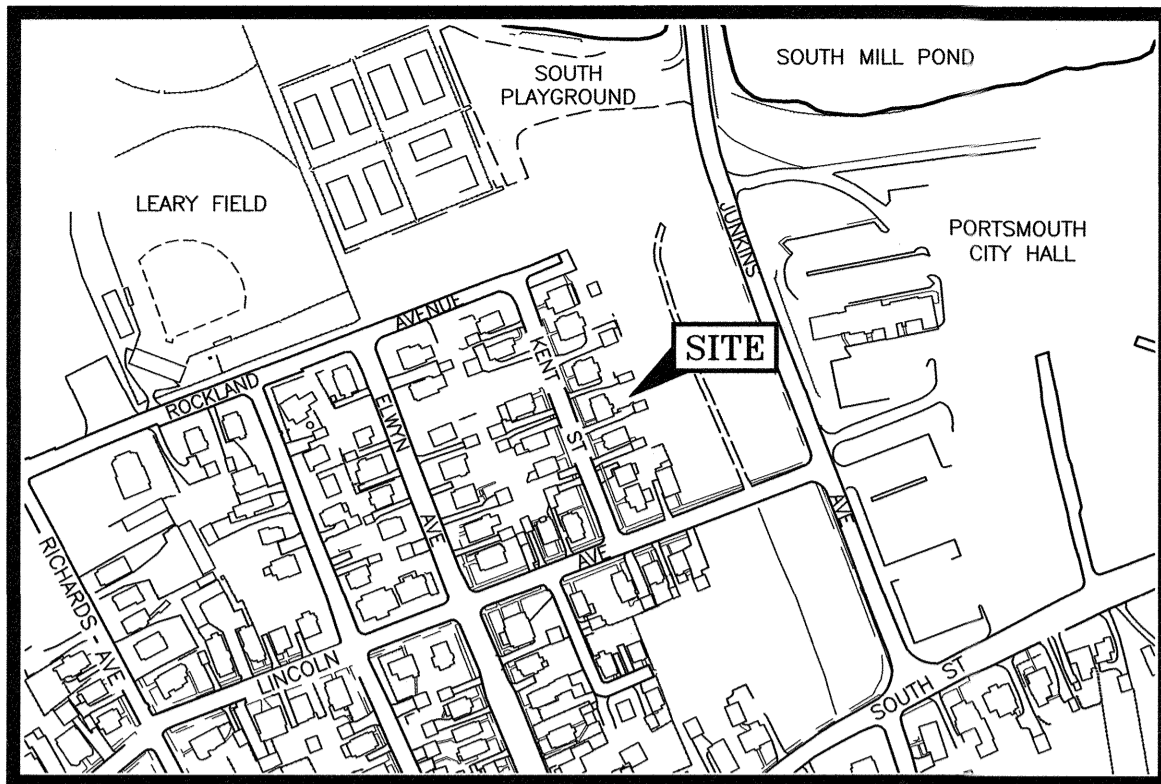 SOUTH MILL POND
SOUTH
PLAYGROUND
LEARY FIELD
JUNKINS
PORTSMOUTH
CITY HALL
AVENUE
KENT
SITE
ROCKLAND
ELWYN
ST
AVE
AVE
AVE
RICHARDS - AVE
LINCOLN
SOUTH ST